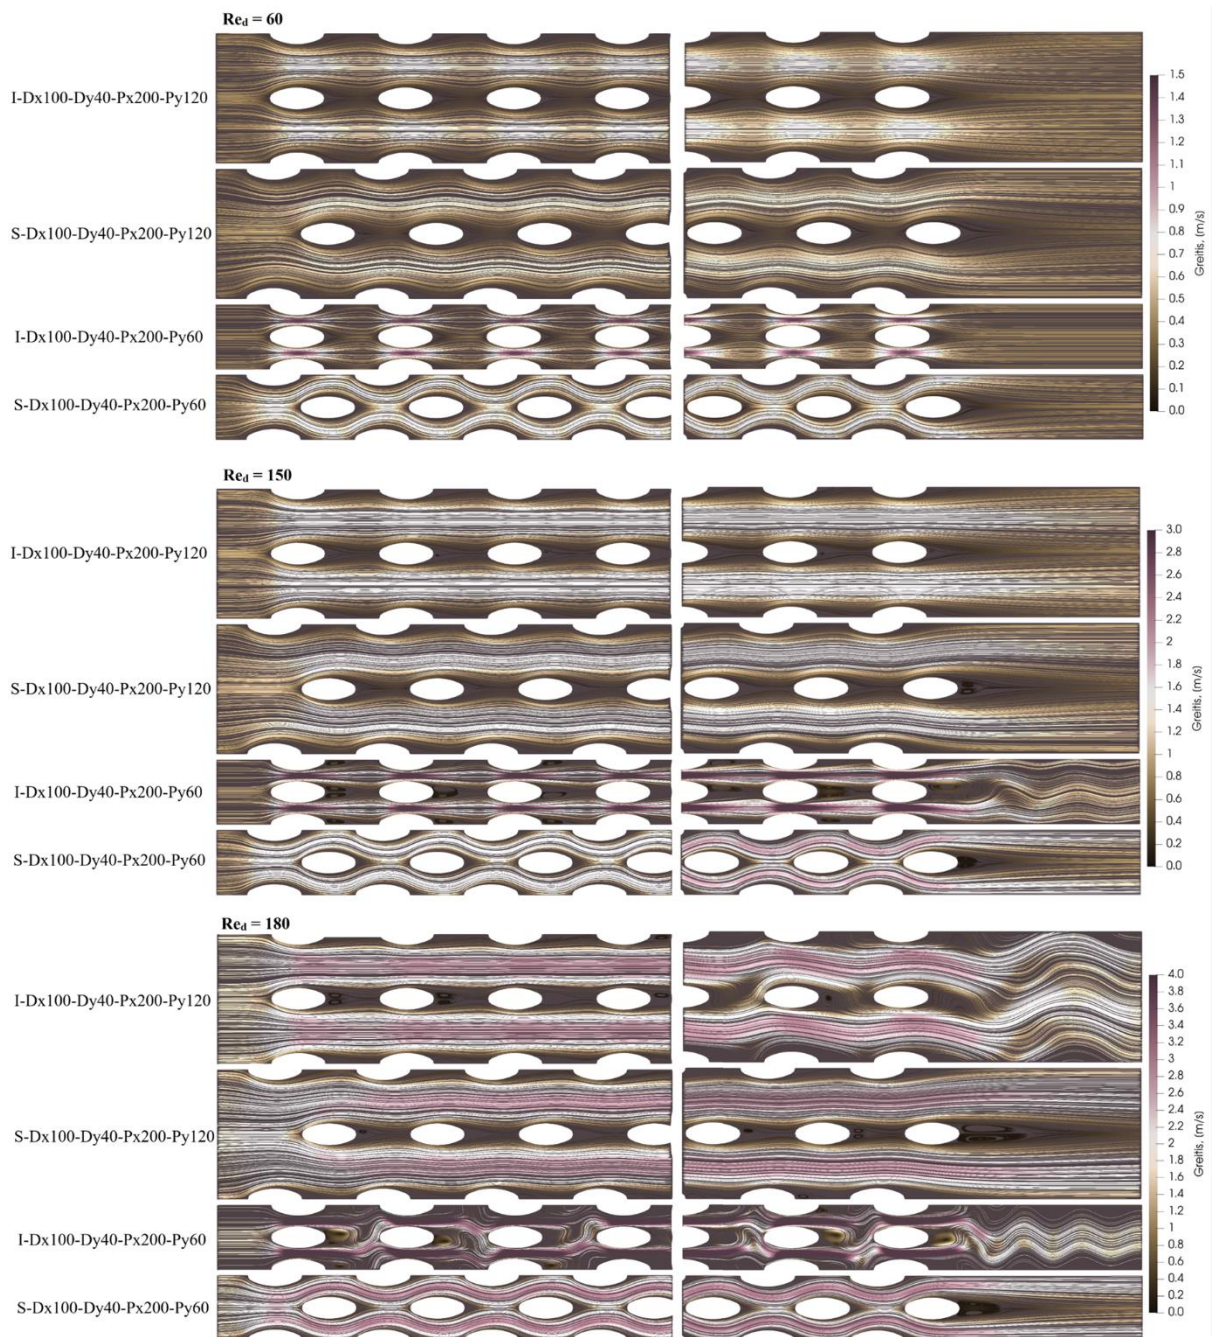 Re_d = 60
I-Dx100-Dy40-Px200-Py120
S-Dx100-Dy40-Px200-Py120
I-Dx100-Dy40-Px200-Py60
S-Dx100-Dy40-Px200-Py60
1.5
1.4
1.3
1.2
1.1
1.0
0.9
0.8
0.7
0.6
0.5
0.4
0.3
0.2
0.1
0.0
Greitis, (m/s)
Re_d = 150
I-Dx100-Dy40-Px200-Py120
S-Dx100-Dy40-Px200-Py120
I-Dx100-Dy40-Px200-Py60
S-Dx100-Dy40-Px200-Py60
3.0
2.8
2.6
2.4
2.2
2
1.8
1.6
1.4
1.2
1
0.8
0.6
0.4
0.2
0.0
Greitis, (m/s)
Re_d = 180
I-Dx100-Dy40-Px200-Py120
S-Dx100-Dy40-Px200-Py120
I-Dx100-Dy40-Px200-Py60
S-Dx100-Dy40-Px200-Py60
4.0
3.8
3.6
3.4
3.2
3
2.8
2.6
2.4
2.2
2
1.8
1.6
1.4
1.2
1
0.8
0.6
0.4
0.2
0.0
Greitis, (m/s)